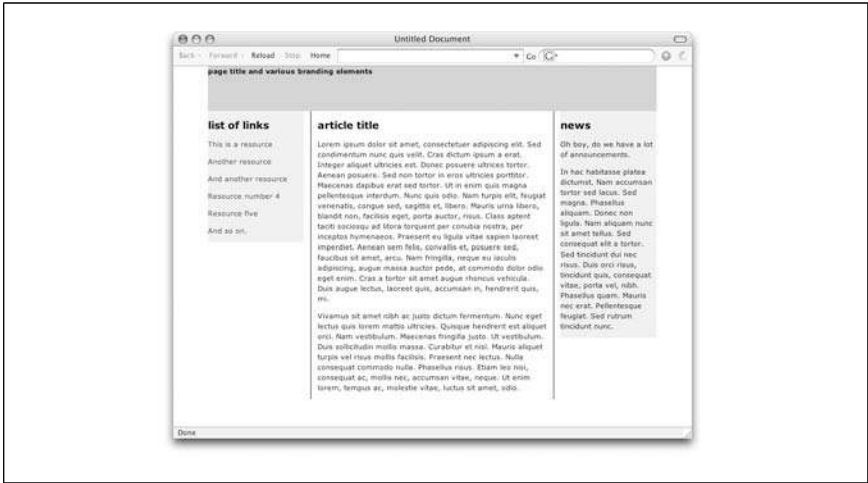 Untitled Document
Back Forward Reload Stop Home Go G
page title and various branding elements
list of links
This is a resource
Another resource
And another resource
Resource number 4
Resource five
And so on.
article title
Lorem ipsum dolor sit amet, consectetuer adipiscing elit. Sed
condimentum nunc quis velit. Cras dictum ipsum a erat.
Integer aliquet ultricies est. Donec posuere ultrices tortor.
Aenean posuere. Sed non tortor in eros ultricies porttitor.
Maecenas dapibus erat sed tortor. Ut in enim quis magna
pellentesque interdum. Nunc quis odio. Nam turpis elit, feugiat
venenatis, congue sed, sagittis et, libero. Mauris urna libero,
blandit non, facilisis eget, porta auctor, risus. Class aptent
taciti sociosqu ad litora torquent per conubia nostra, per
inceptos hymenaeos. Praesent eu ligula vitae sapien laoreet
imperdiet. Aenean sem felis, convallis et, posuere sed,
faucibus sit amet, arcu. Nam fringilla, neque eu iaculis
adipiscing, augue massa auctor pede, at commodo dolor odio
eget enim. Cras a tortor sit amet augue rhoncus vehicula.
Duis augue lectus, laoreet quis, accumsan in, hendrerit quis,
mi.
Vivamus sit amet nibh ac justo dictum fermentum. Nunc eget
lectus quis lorem mattis ultricies. Quisque hendrerit est aliquet
orci. Nam vestibulum. Maecenas fringilla justo. Ut vestibulum.
Duis sollicitudin mollis massa. Curabitur et nisl. Mauris aliquet
turpis vel risus mollis facilisis. Praesent nec lectus. Nulla
consequat commodo nulla. Phasellus risus. Etiam leo nisi,
consequat ac, mollis nec, accumsan vitae, neque. Ut enim
lorem, tempus ac, molestie vitae, luctus sit amet, odio.
news
Oh boy, do we have a lot
of announcements.
In hac habitasse platea
dictumst. Nam accumsan
tortor sed lacus. Sed
magna. Phasellus
aliquam. Donec non
ligula. Nam aliquam nunc
sit amet tellus. Sed
consequat elit a tortor.
Sed tincidunt dui nec
risus. Duis orci risus,
tincidunt quis, consequat
vitae, porta vel, nibh.
Phasellus quam. Mauris
nec erat. Pellentesque
feugiat. Sed rutrum
tincidunt nunc.
Done